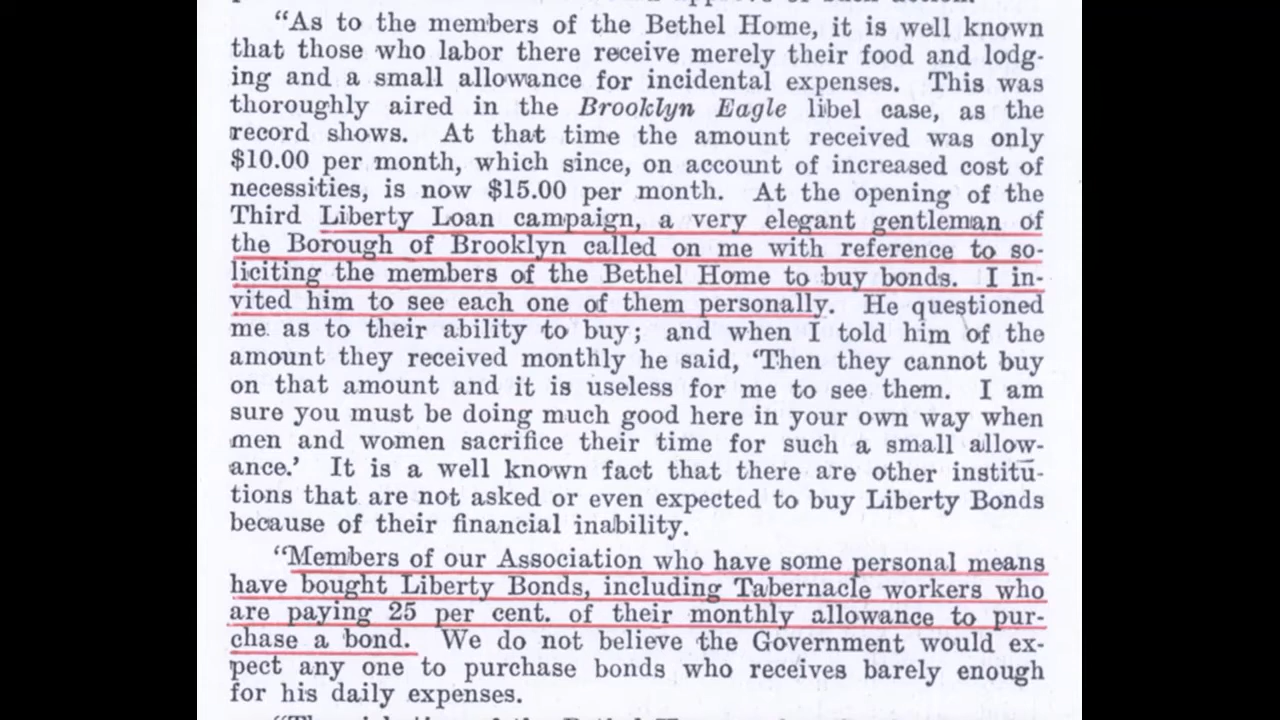 “As to the members of the Bethel Home, it is well known
that those who labor there receive merely their food and lodg-
ing and a small allowance for incidental expenses. This was
thoroughly aired in the Brooklyn Eagle libel case, as the
record shows. At that time the amount received was only
$10.00 per month, which since, on account of increased cost of
necessities, is now $15.00 per month. At the opening of the
Third Liberty Loan campaign, a very elegant gentleman of
the Borough of Brooklyn called on me with reference to so-
liciting the members of the Bethel Home to buy bonds. I in-
vited him to see each one of them personally. He questioned
me as to their ability to buy; and when I told him of the
amount they received monthly he said, ‘Then they cannot buy
on that amount and it is useless for me to see them. I am
sure you must be doing much good here in your own way when
men and women sacrifice their time for such a small allow-
ance.’ It is a well known fact that there are other institu-
tions that are not asked or even expected to buy Liberty Bonds
because of their financial inability.
“Members of our Association who have some personal means
have bought Liberty Bonds, including Tabernacle workers who
are paying 25 per cent. of their monthly allowance to pur-
chase a bond. We do not believe the Government would ex-
pect any one to purchase bonds who receives barely enough
for his daily expenses.